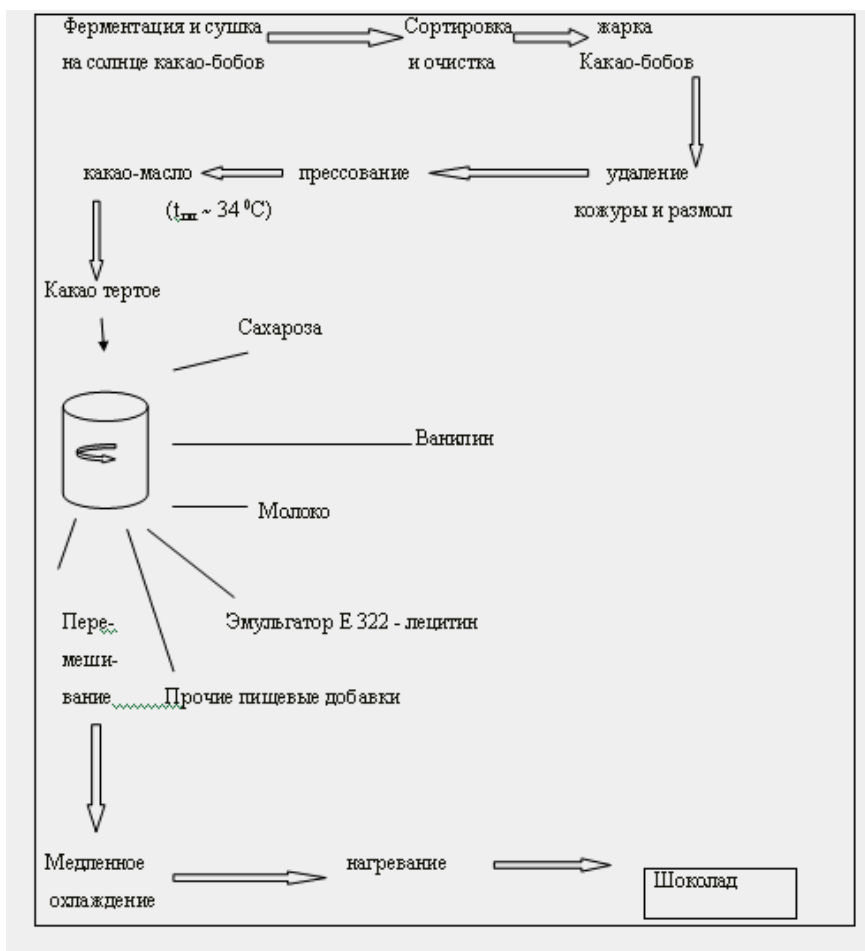 Ферментация и сушка
на солнце какао-бобов
Сортировка
и очистка
жарка
Какао-бобов
удаление
кожуры и размол
прессование
какао-масло
(tпл ~ 34 ⁰С)
Какао тертое
Сахароза
Ванилин
Молоко
Эмульгатор Е 322 - лецитин
Прочие пищевые добавки
Пере-
меши-
вание
Медленное
охлаждение
нагревание
Шоколад